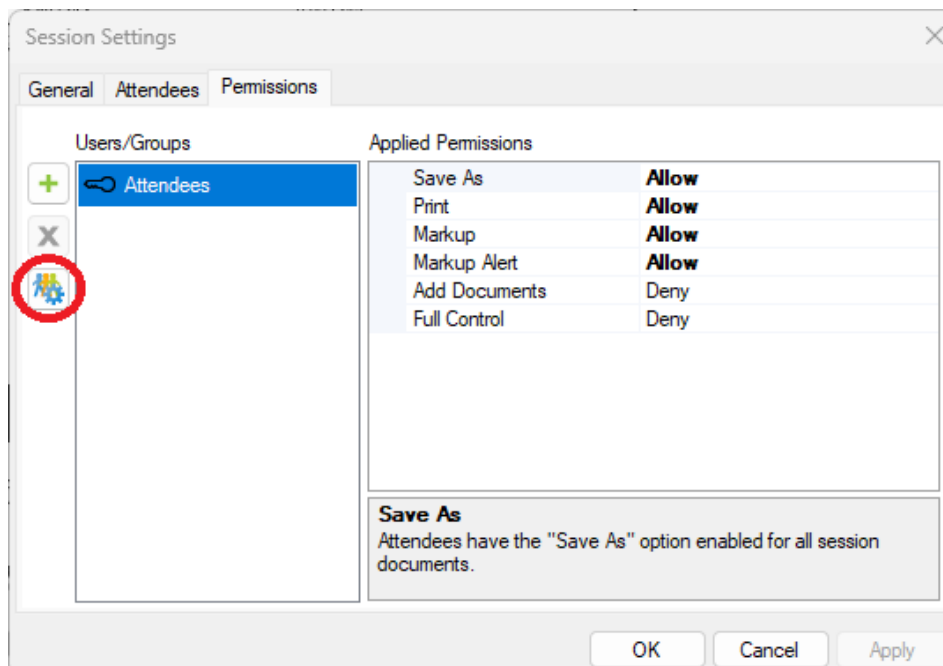 Session Settings
General Attendees Permissions
Users/Groups
Attendees
Applied Permissions
Save As Allow
Print Allow
Markup Allow
Markup Alert Allow
Add Documents Deny
Full Control Deny
Save As
Attendees have the "Save As" option enabled for all session
documents.
OK Cancel Apply